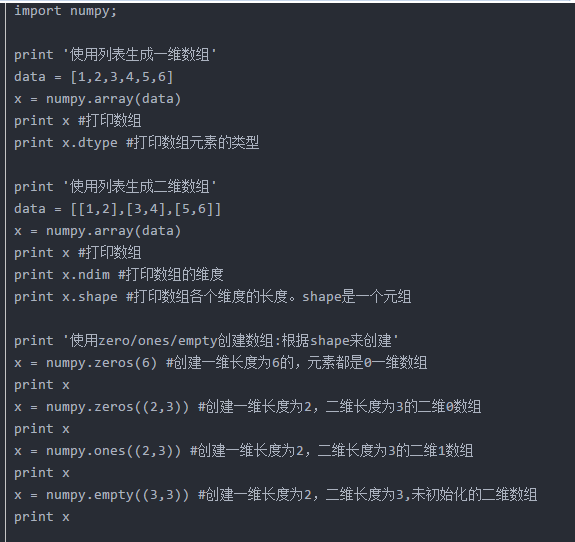 import numpy;
print '使用列表生成一维数组'
data = [1,2,3,4,5,6]
x = numpy.array(data)
print x #打印数组
print x.dtype #打印数组元素的类型
print '使用列表生成二维数组'
data = [[1,2],[3,4],[5,6]]
x = numpy.array(data)
print x #打印数组
print x.ndim #打印数组的维度
print x.shape #打印数组各个维度的长度。shape是一个元组
print '使用zero/ones/empty创建数组:根据shape来创建'
x = numpy.zeros(6) #创建一维长度为6的，元素都是0一维数组
print x
x = numpy.zeros((2,3)) #创建一维长度为2，二维长度为3的二维0数组
print x
x = numpy.ones((2,3)) #创建一维长度为2，二维长度为3的二维1数组
print x
x = numpy.empty((3,3)) #创建一维长度为2，二维长度为3,未初始化的二维数组
print x